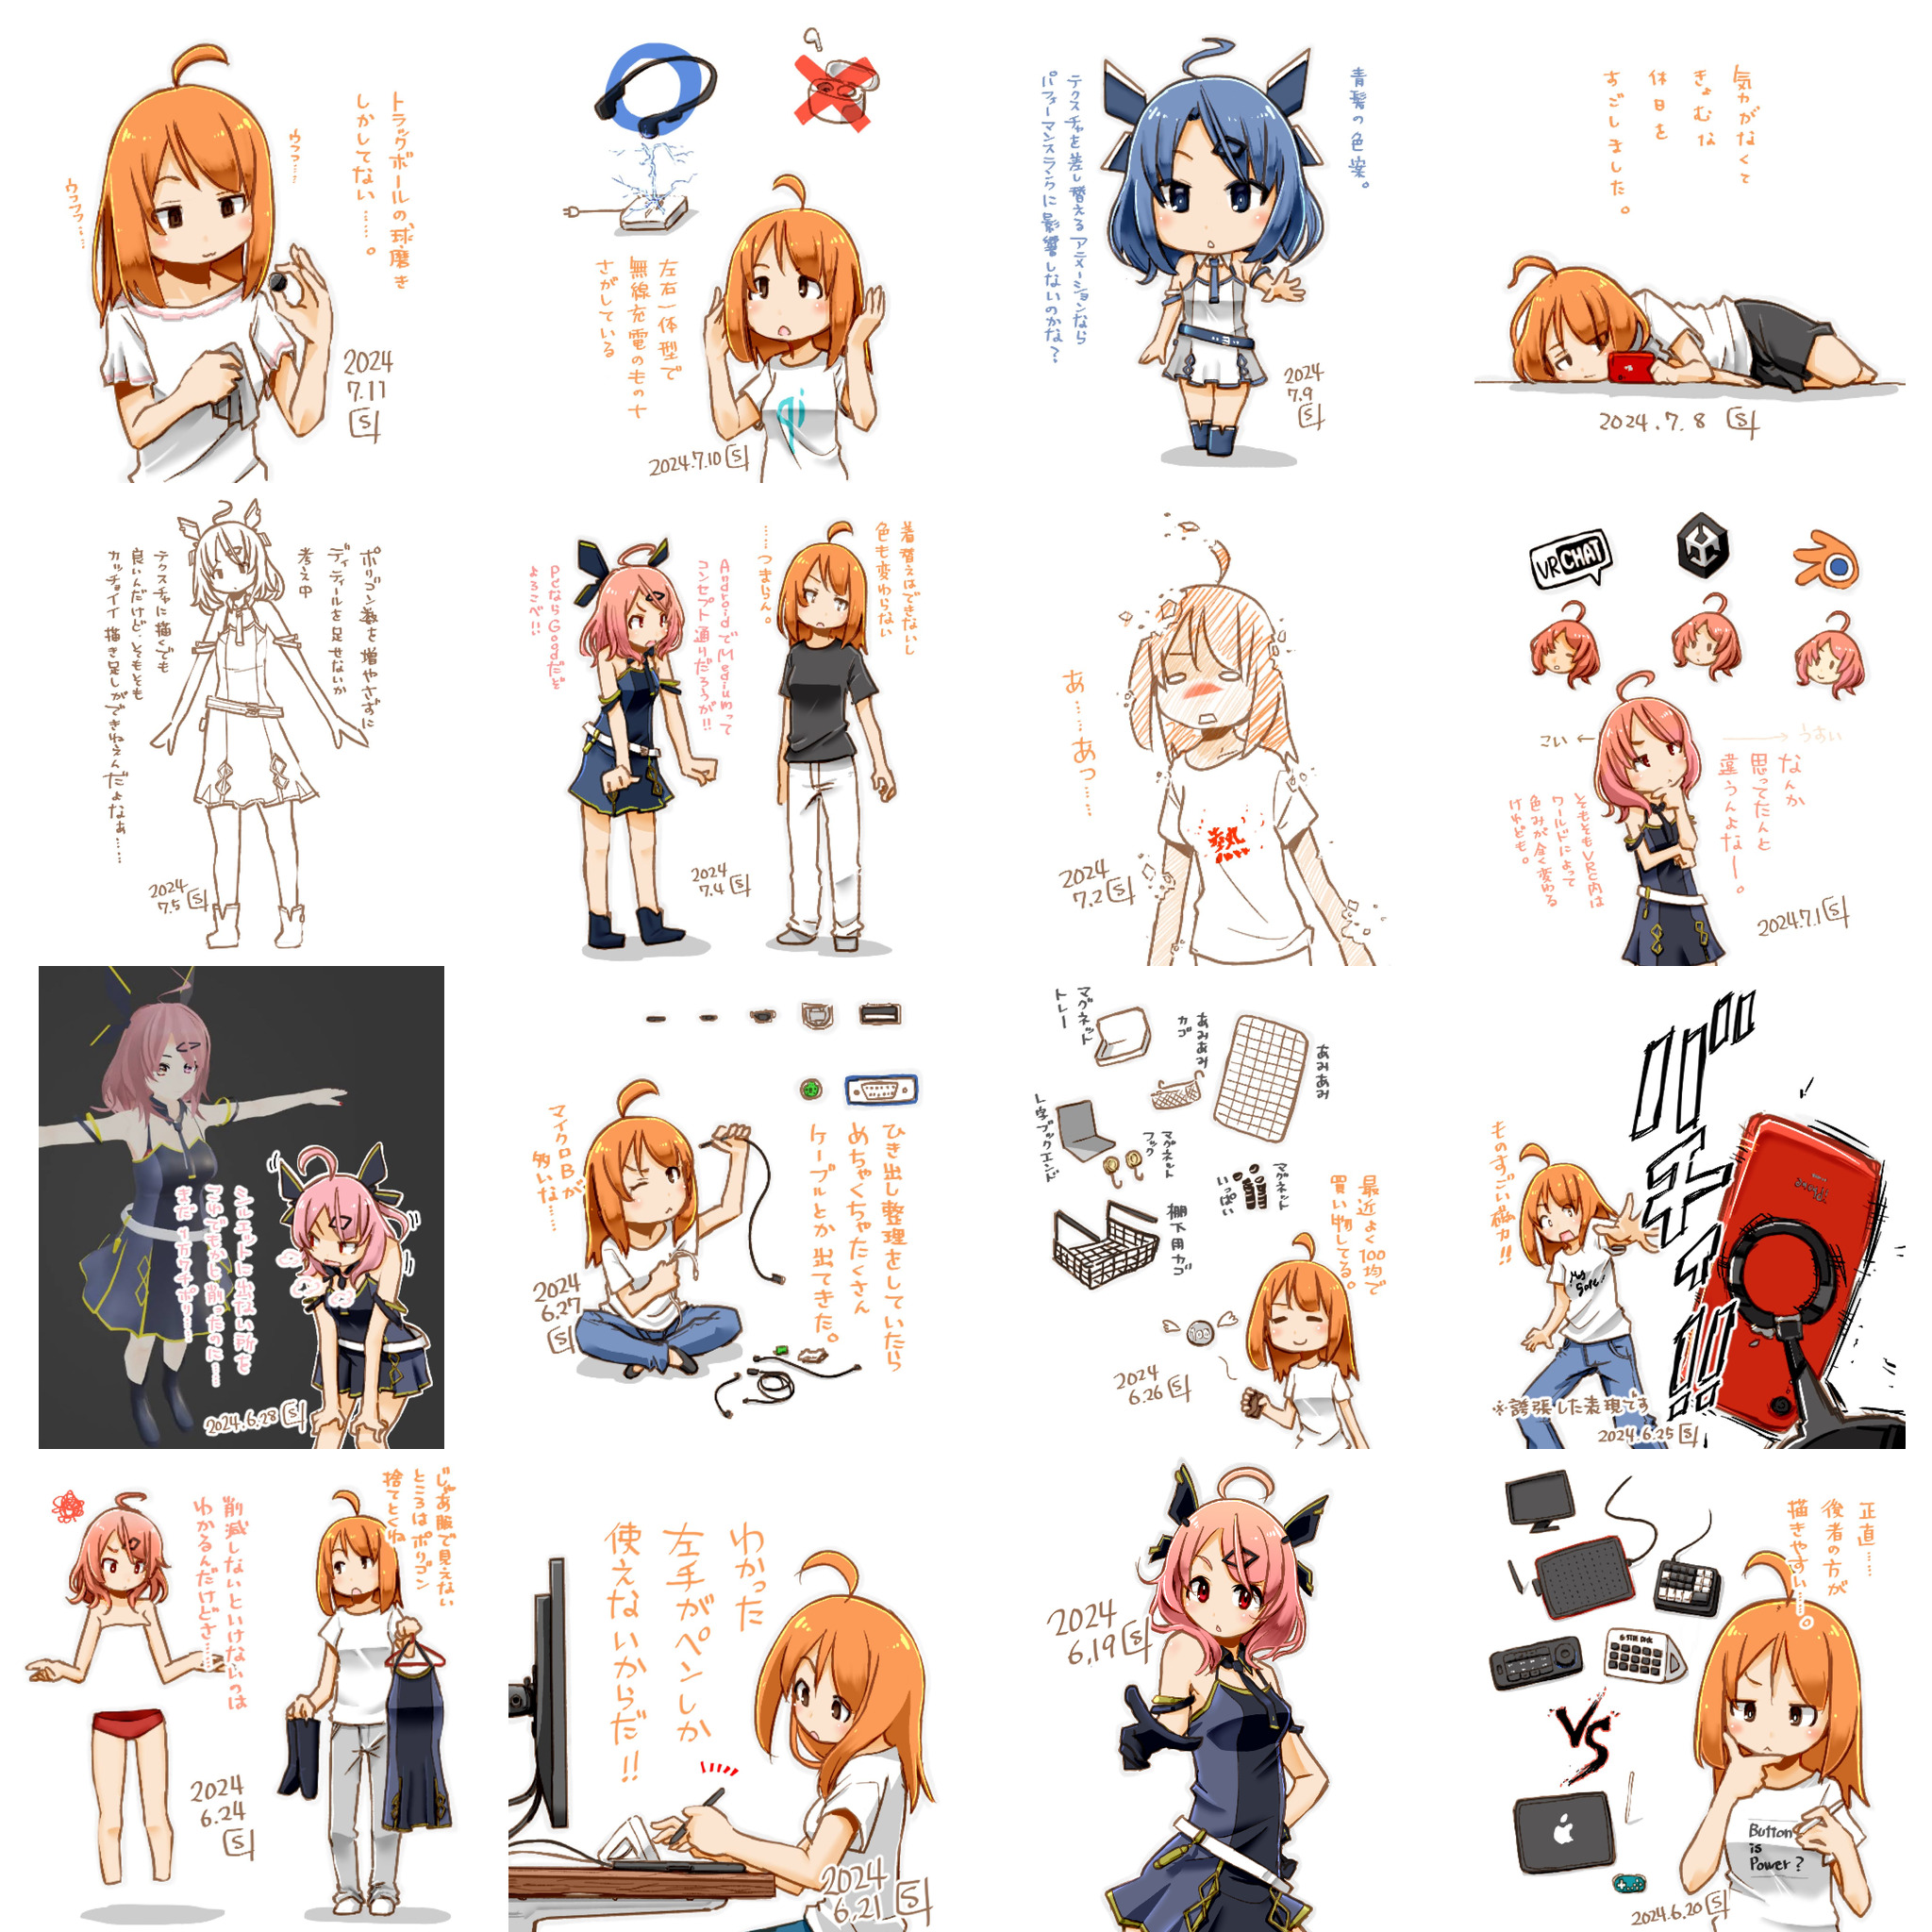 トラックボールの球磨き
しかしてない……。
ウフッ……
ウフフッ……
2024
7.11
左右一体型で
無線充電のものを
さがしている
qi
2024.7.10
青髪の色案。
テクスチャを差し替えるアニメーションなら
パフォーマンスランクに影響しないのかな?
2024
7.9
気力がなくて
きょむな
休日を
すごしました。
2024.7.8
ポリゴン数を増やさずに
ディテールを足せないか
考え中
テクスチャに描くでも
良いんだけど、そもそも
カッチョイイ描き足しができねえんだよなぁ……
2024
7.5
着替えはできないし
色も変わらない
……つまらん。
AndroidでMediumって
コンセプト通りだろうが!!
PCならGoodだぞ
よろこべ!!
2024
7.4
あ……あっ……
熱
2024
7.2
VRCHAT
こい ← → うすい
なんか
思ってたんと
違うんよなー。
そもそもVRC内は
ワールドによって
色みが全く変わる
けれども。
2024.7.1
シルエットに出ない所を
これでもかと削ったのに……
まだ1万7千ポリ……
2024.6.28
ひき出し整理をしていたら
めちゃくちゃたくさん
ケーブルとか出てきた。
マイクロBが
多いな……
2024
6.27
マグネット
トレー
あみあみ
カゴ
あみあみ
L字ブックエンド
マグネット
フック
マグネット
いっぱい
棚下用カゴ
最近よく100均で
買い物してる。
100
2024
6.26
バチィ!!
ものすごい磁力!!
Mag
Safe!
※誇張した表現です
2024.6.25
じゃあ服で見えない
ところはポリゴン
捨てとくね
削減しないといけないのは
わかるんだけどさ……
2024
6.24
わかった
左手がペンしか
使えないからだ!!
2024
6.21
2024
6.19
正直……
後者の方が
描きやすい……。
VS
Button
is
Power?
2024.6.20